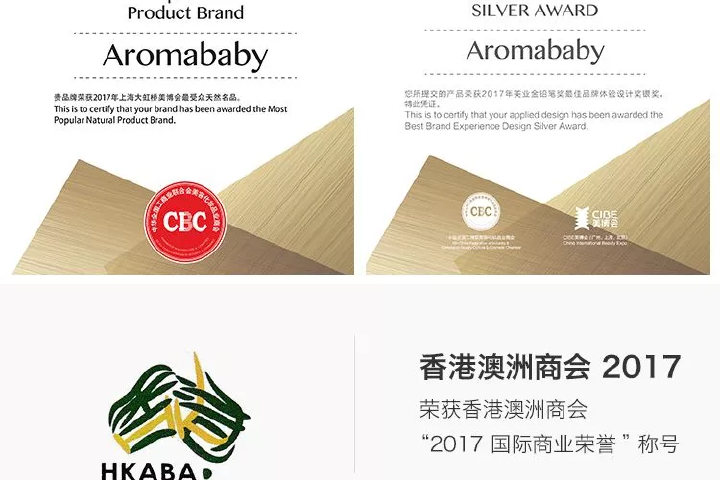 Product Brand
Aromababy
贵品牌荣获2017年上海大虹桥美博会最受众天然名品。
This is to certify that your brand has been awarded the Most
Popular Natural Product Brand.
CBC
SILVER AWARD
Aromababy
您所提交的产品荣获2017年美业金铅笔奖最佳品牌体验设计奖银奖,
特此凭证。
This is to certify that your applied design has been awarded the
Best Brand Experience Design Silver Award.
CBC
CIBE
美博会
China International Beauty Expo
HKABA
香港澳洲商会 2017
荣获香港澳洲商会
“2017 国际商业荣誉 ” 称号